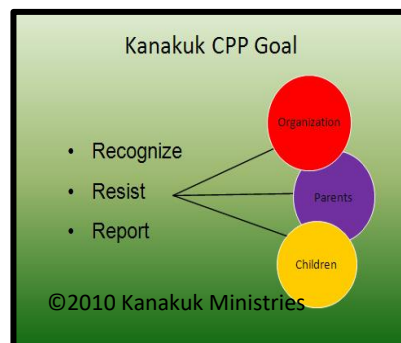 Kanakuk CPP Goal
• Recognize
• Resist
• Report
Organization
Parents
Children
©2010 Kanakuk Ministries